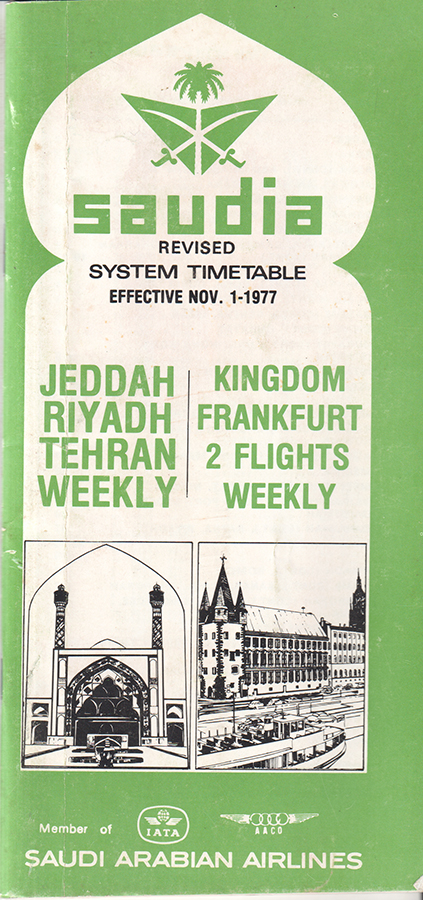 saudia
REVISED
SYSTEM TIMETABLE
EFFECTIVE NOV. 1-1977
JEDDAH
RIYADH
TEHRAN
WEEKLY
KINGDOM
FRANKFURT
2 FLIGHTS
WEEKLY
Member of
IATA
AACO
SAUDI ARABIAN AIRLINES